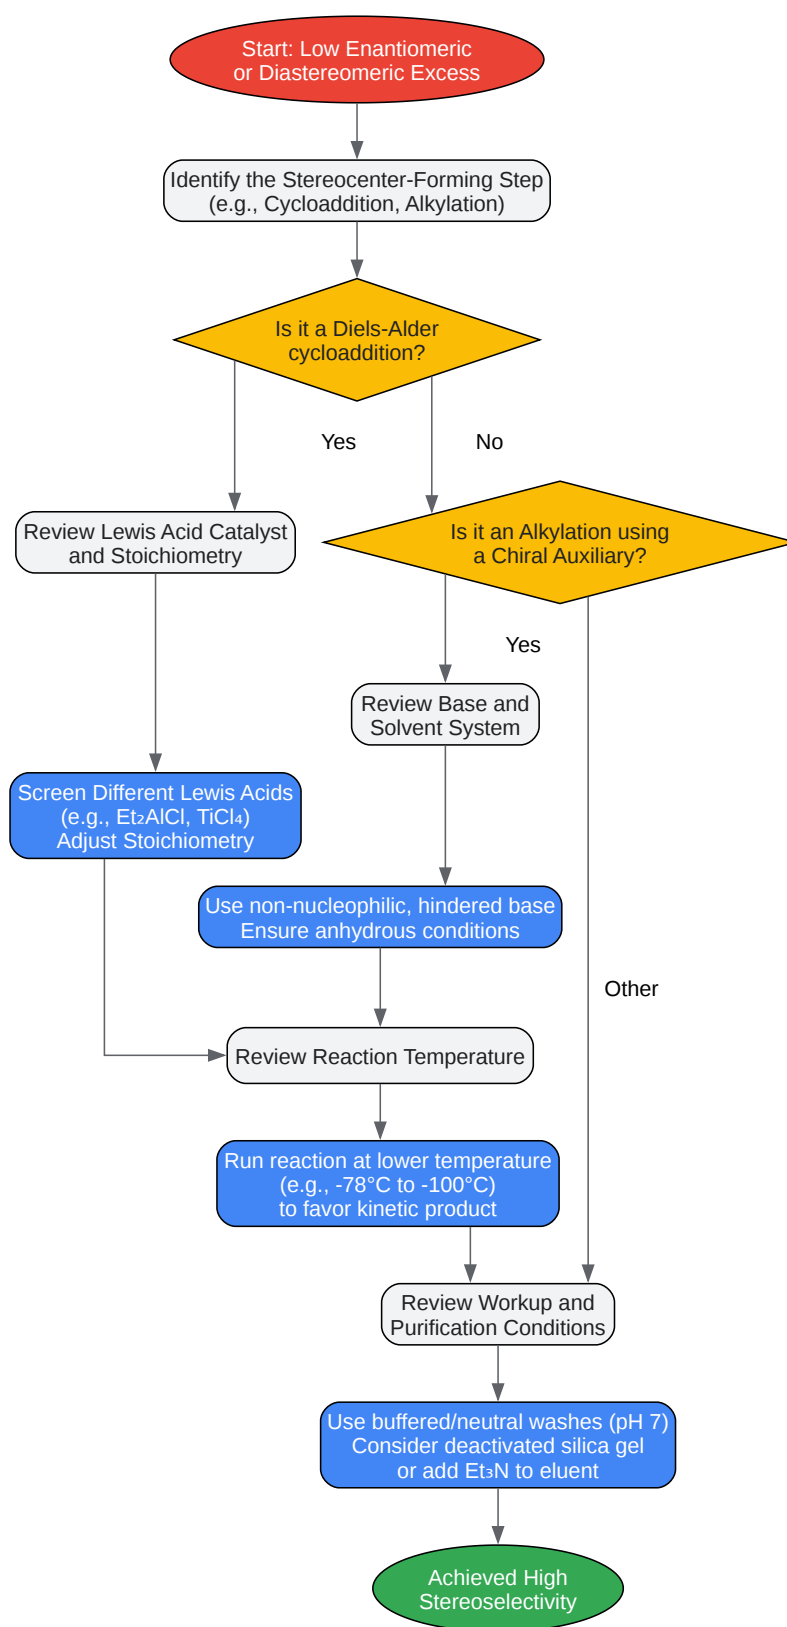 Start: Low Enantiomeric
or Diastereomeric Excess
Identify the Stereocenter-Forming Step
(e.g., Cycloaddition, Alkylation)
Is it a Diels-Alder
cycloaddition?
Yes
No
Review Lewis Acid Catalyst
and Stoichiometry
Is it an Alkylation using
a Chiral Auxiliary?
Yes
Review Base and
Solvent System
Screen Different Lewis Acids
(e.g., Et₂AlCl, TiCl₄)
Adjust Stoichiometry
Use non-nucleophilic, hindered base
Ensure anhydrous conditions
Other
Review Reaction Temperature
Run reaction at lower temperature
(e.g., -78°C to -100°C)
to favor kinetic product
Review Workup and
Purification Conditions
Use buffered/neutral washes (pH 7)
Consider deactivated silica gel
or add Et₃N to eluent
Achieved High
Stereoselectivity